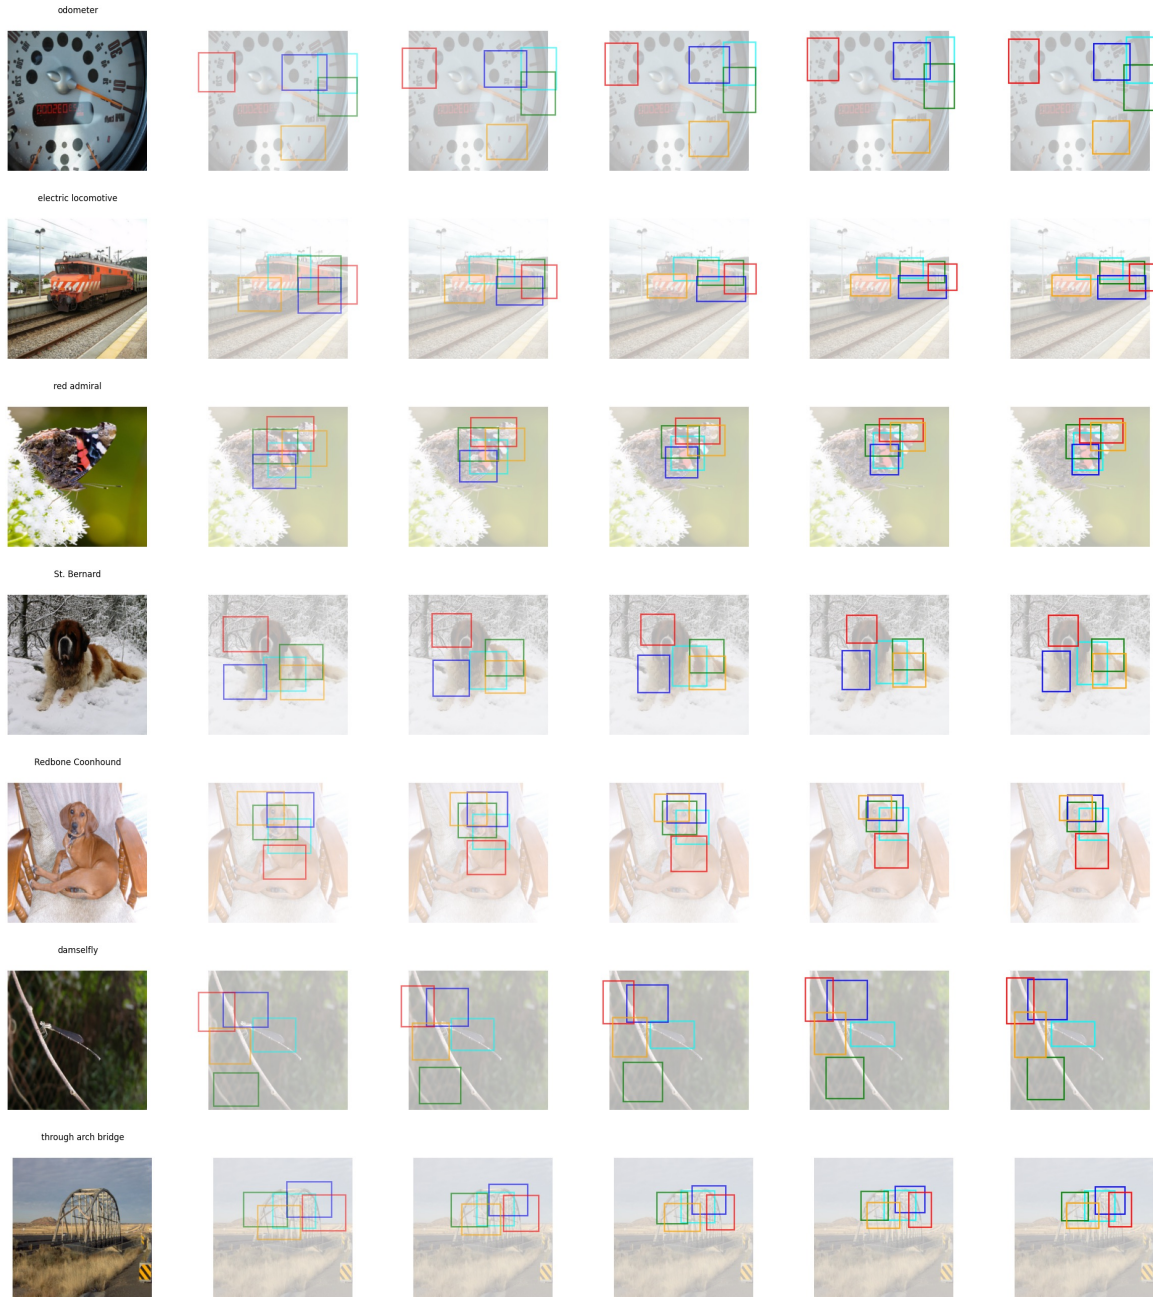 odometer
electric locomotive
red admiral
St. Bernard
Redbone Coonhound
damselfly
through arch bridge